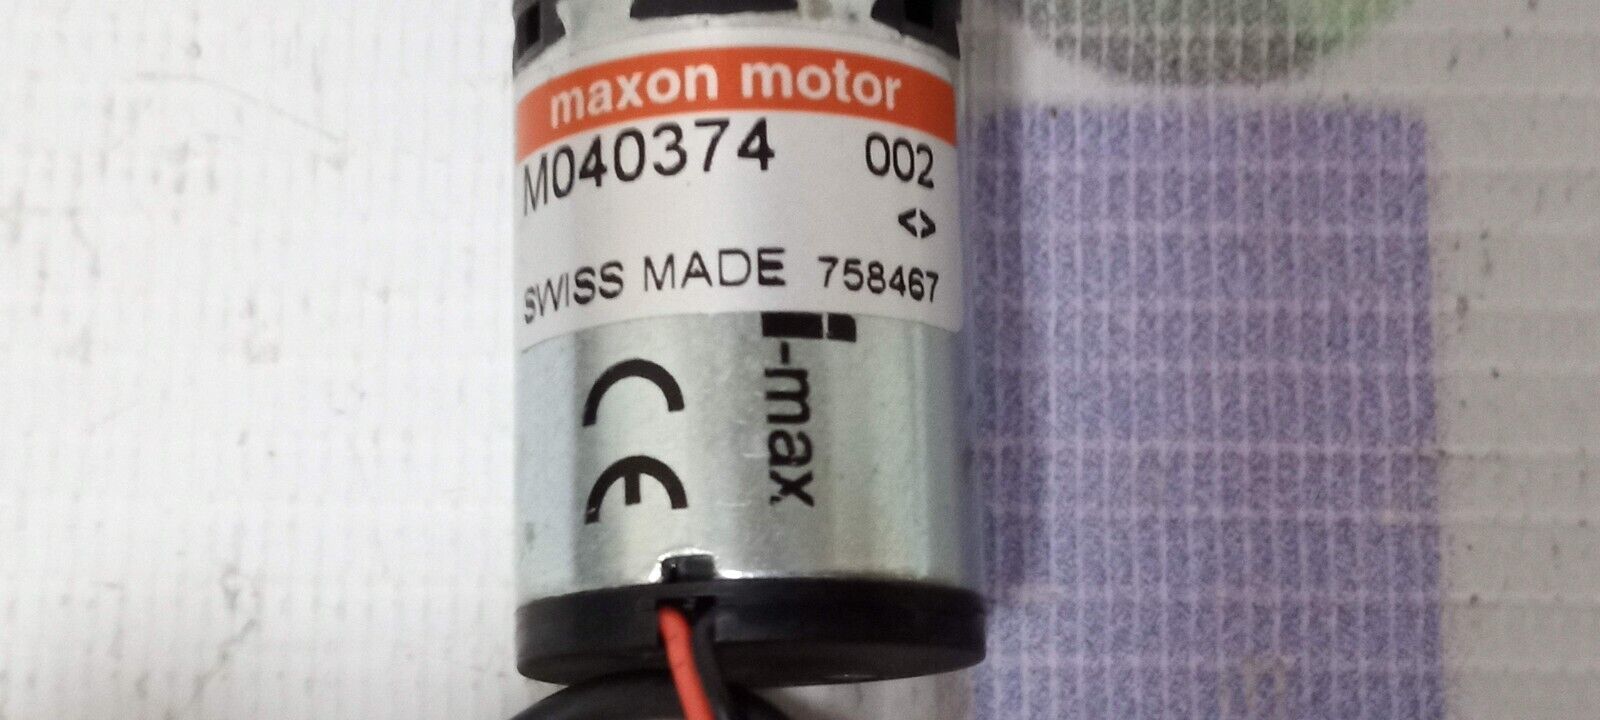 maxon motor
M040374 002
<>
SWISS MADE 758467
i-max
CE